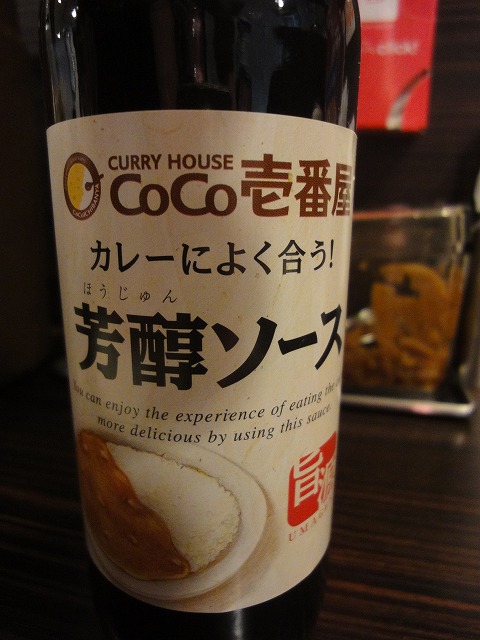 CURRY HOUSE
CoCo壱番屋
カレーによく合う!
ほうじゅん
芳醇ソース
You can enjoy the experience of eating the
more delicious by using this sauce.
旨
click!